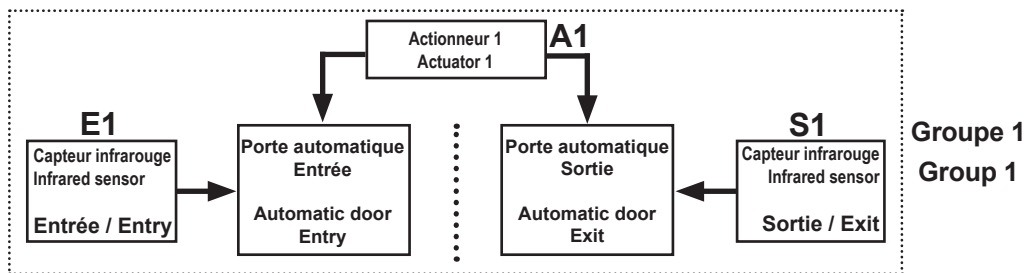 Actionneur 1
Actuator 1
A1
E1
Capteur infrarouge
Infrared sensor
Entrée / Entry
Porte automatique
Entrée
Automatic door
Entry
Porte automatique
Sortie
Automatic door
Exit
S1
Capteur infrarouge
Infrared sensor
Sortie / Exit
Groupe 1
Group 1